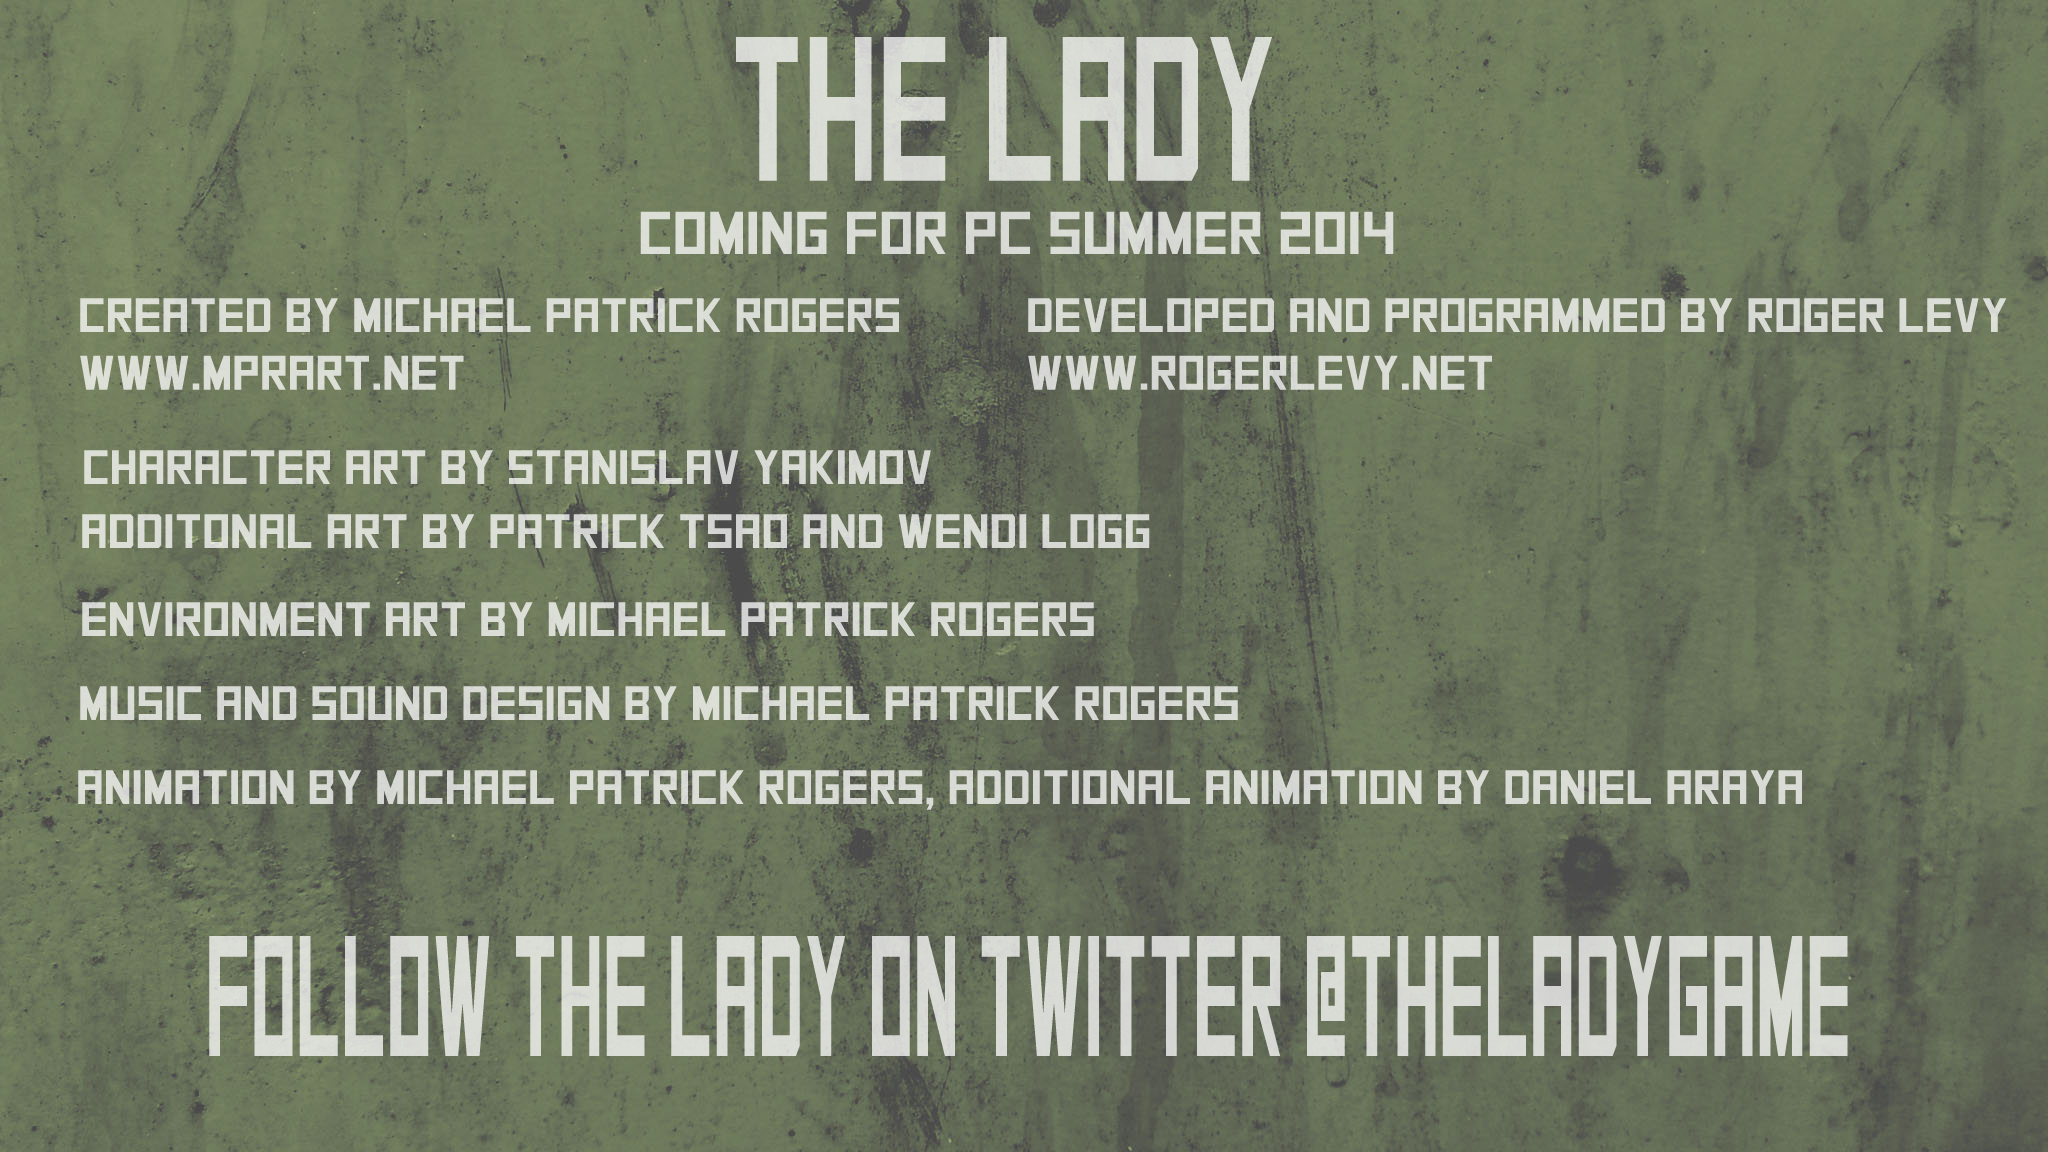 THE LADY
COMING FOR PC SUMMER 2014
CREATED BY MICHAEL PATRICK ROGERS
WWW.MPRART.NET
DEVELOPED AND PROGRAMMED BY ROGER LEVY
WWW.ROGERLEVY.NET
CHARACTER ART BY STANISLAV YAKIMOV
ADDITONAL ART BY PATRICK TSAO AND WENDI LOGG
ENVIRONMENT ART BY MICHAEL PATRICK ROGERS
MUSIC AND SOUND DESIGN BY MICHAEL PATRICK ROGERS
ANIMATION BY MICHAEL PATRICK ROGERS, ADDITIONAL ANIMATION BY DANIEL ARAYA
FOLLOW THE LADY ON TWITTER @THELADYGAME